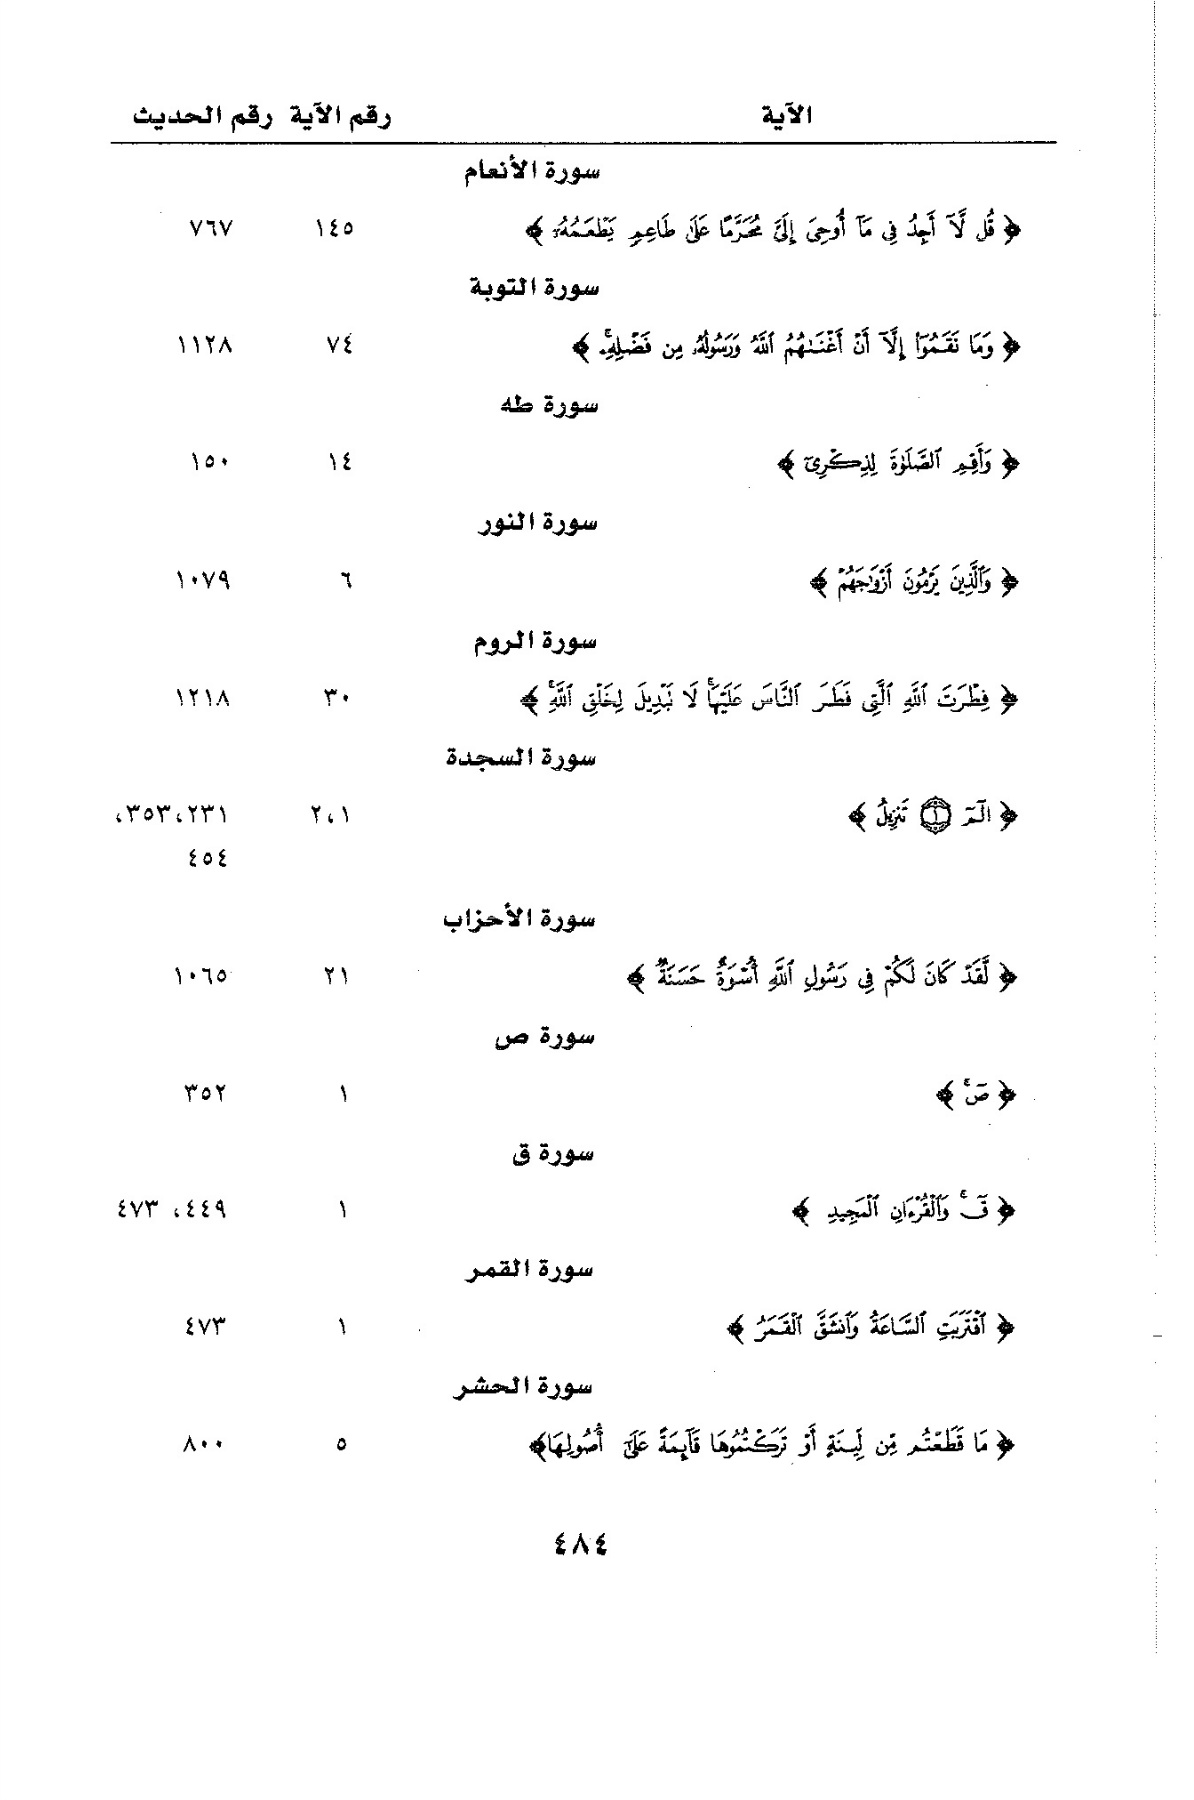 الآية رقم الآية رقم الحديث
سورة الأنعام
﴿ قُل لَّآ أَجِدُ فِى مَآ أُوحِىَ إِلَىَّ مُحَرَّمًا عَلَىٰ طَاعِمٍ يَطْعَمُهُۥٓ ﴾ ١٤٥ ٧٦٧
سورة التوبة
﴿ وَمَا نَقَمُوٓا۟ إِلَّآ أَنْ أَغْنَىٰهُمُ ٱللَّهُ وَرَسُولُهُۥ مِن فَضْلِهِۦ ۚ ﴾ ٧٤ ١١٢٨
سورة طه
﴿ وَأَقِمِ ٱلصَّلَوٰةَ لِذِكْرِىٓ ﴾ ١٤ ١٥٠
سورة النور
﴿ وَٱلَّذِينَ يَرْمُونَ أَزْوَٰجَهُمْ ﴾ ٦ ١٠٧٩
سورة الروم
﴿ فِطْرَتَ ٱللَّهِ ٱلَّتِى فَطَرَ ٱلنَّاسَ عَلَيْهَا ۚ لَا تَبْدِيلَ لِخَلْقِ ٱللَّهِ ۚ ﴾ ٣٠ ١٢١٨
سورة السجدة
﴿ الٓمٓ ١ تَنزِيلُ ﴾ ١، ٢ ٢٣١، ٣٥٣،
٤٥٤
سورة الأحزاب
﴿ لَّقَدْ كَانَ لَكُمْ فِى رَسُولِ ٱللَّهِ أُسْوَةٌ حَسَنَةٌ ﴾ ٢١ ١٠٦٥
سورة ص
﴿ صٓ ۚ ﴾ ١ ٣٥٢
سورة ق
﴿ قٓ ۚ وَٱلْقُرْءَانِ ٱلْمَجِيدِ ﴾ ١ ٤٤٩، ٤٧٣
سورة القمر
﴿ ٱقْتَرَبَتِ ٱلسَّاعَةُ وَٱنشَقَّ ٱلْقَمَرُ ﴾ ١ ٤٧٣
سورة الحشر
﴿ مَا قَطَعْتُم مِّن لِّينَةٍ أَوْ تَرَكْتُمُوهَا قَآئِمَةً عَلَىٰٓ أُصُولِهَا﴾ ٥ ٨٠٠
٤٨٤